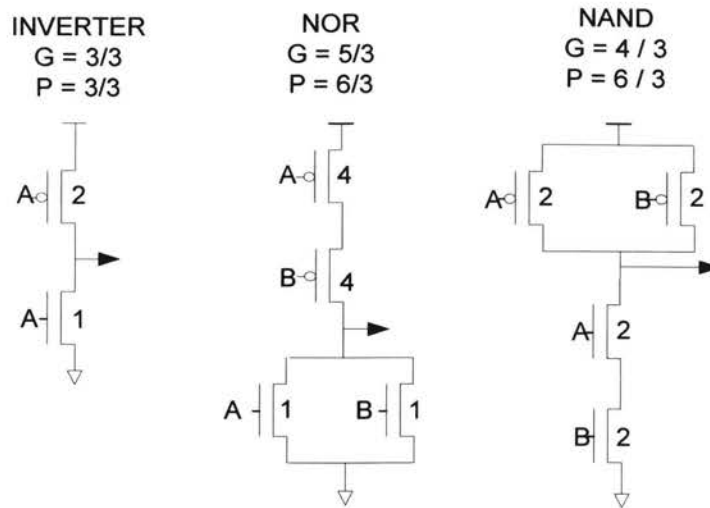 INVERTER
G = 3/3
P = 3/3
A
2
A
1
NOR
G = 5/3
P = 6/3
A
4
B
4
A
1
B
1
NAND
G = 4 / 3
P = 6 / 3
A
2
B
2
A
2
B
2